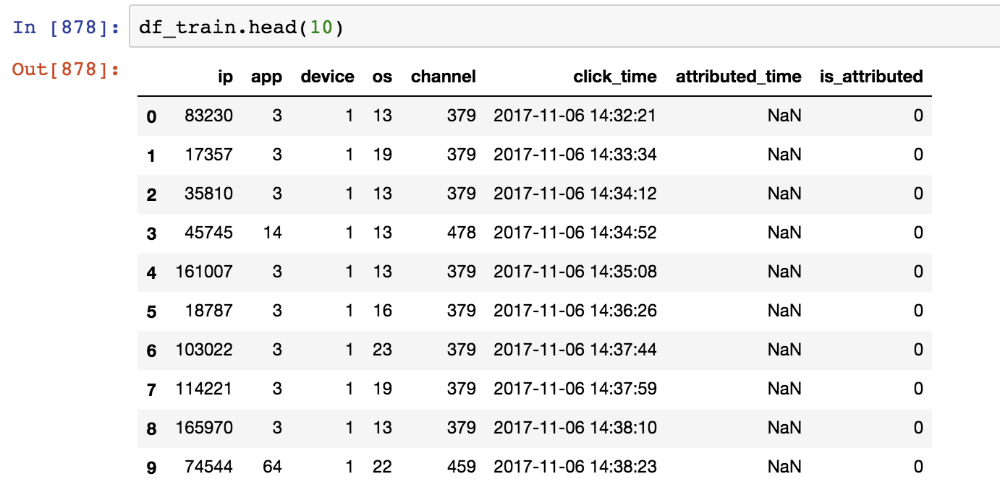 In [878]: df_train.head(10)
Out[878]:
ip app device os channel click_time attributed_time is_attributed
0 83230 3 1 13 379 2017-11-06 14:32:21 NaN 0
1 17357 3 1 19 379 2017-11-06 14:33:34 NaN 0
2 35810 3 1 13 379 2017-11-06 14:34:12 NaN 0
3 45745 14 1 13 478 2017-11-06 14:34:52 NaN 0
4 161007 3 1 13 379 2017-11-06 14:35:08 NaN 0
5 18787 3 1 16 379 2017-11-06 14:36:26 NaN 0
6 103022 3 1 23 379 2017-11-06 14:37:44 NaN 0
7 114221 3 1 19 379 2017-11-06 14:37:59 NaN 0
8 165970 3 1 13 379 2017-11-06 14:38:10 NaN 0
9 74544 64 1 22 459 2017-11-06 14:38:23 NaN 0